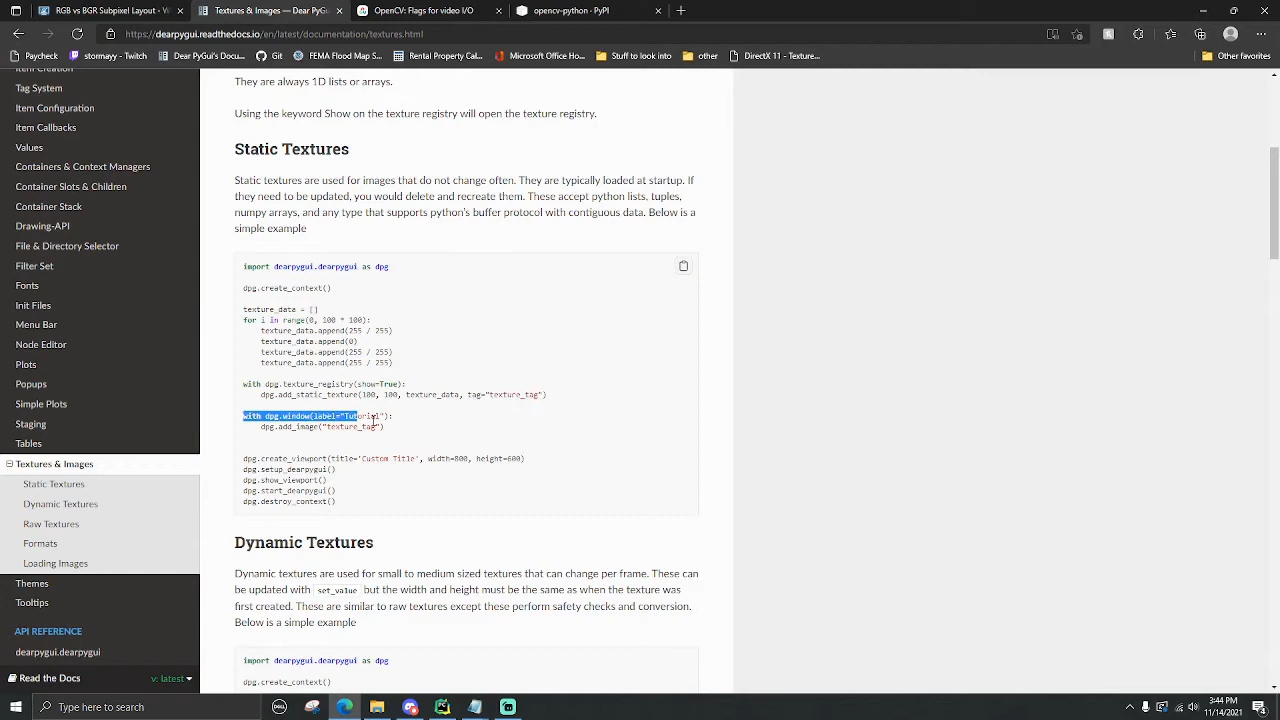 RGB vs BGR Subpixel Layout - W
Textures & Images — Dear PyGu
OpenCV: Flags for video I/O
opencv-python · PyPI
https://dearpygui.readthedocs.io/en/latest/documentation/textures.html
Paycheck
stormayy - Twitch
Dear PyGui's Docu...
Git
FEMA Flood Map S...
Rental Property Cal...
Microsoft Office Ho...
Stuff to look into
other
DirectX 11 - Texture...
Other favorites
Item Creation
Tag System
Item Configuration
Item Callbacks
Values
Containers & Context Managers
Container Slots & Children
Container Stack
Drawing-API
File & Directory Selector
Filter Set
Fonts
Init Files
Menu Bar
Node Editor
Plots
Popups
Simple Plots
Staging
Tables
Textures & Images
Static Textures
Dynamic Textures
Raw Textures
Formats
Loading Images
Themes
Tooltips
API REFERENCE
dearpygui.dearpygui
Read the Docs
v: latest
They are always 1D lists or arrays.
Using the keyword Show on the texture registry will open the texture registry.
Static Textures
Static textures are used for images that do not change often. They are typically loaded at startup. If
they need to be updated, you would delete and recreate them. These accept python lists, tuples,
numpy arrays, and any type that supports python's buffer protocol with contiguous data. Below is a
simple example
import dearpygui.dearpygui as dpg
dpg.create_context()
texture_data = []
for i in range(0, 100 * 100):
texture_data.append(255 / 255)
texture_data.append(0)
texture_data.append(255 / 255)
texture_data.append(255 / 255)
with dpg.texture_registry(show=True):
dpg.add_static_texture(100, 100, texture_data, tag="texture_tag")
with dpg.window(label="Tutorial"):
dpg.add_image("texture_tag")
dpg.create_viewport(title='Custom Title', width=800, height=600)
dpg.setup_dearpygui()
dpg.show_viewport()
dpg.start_dearpygui()
dpg.destroy_context()
Dynamic Textures
Dynamic textures are used for small to medium sized textures that can change per frame. These can
be updated with set_value but the width and height must be the same as when the texture was
first created. These are similar to raw textures except these perform safety checks and conversion.
Below is a simple example
import dearpygui.dearpygui as dpg
dpg.create_context()
Type here to search
3:44 PM
11/14/2021